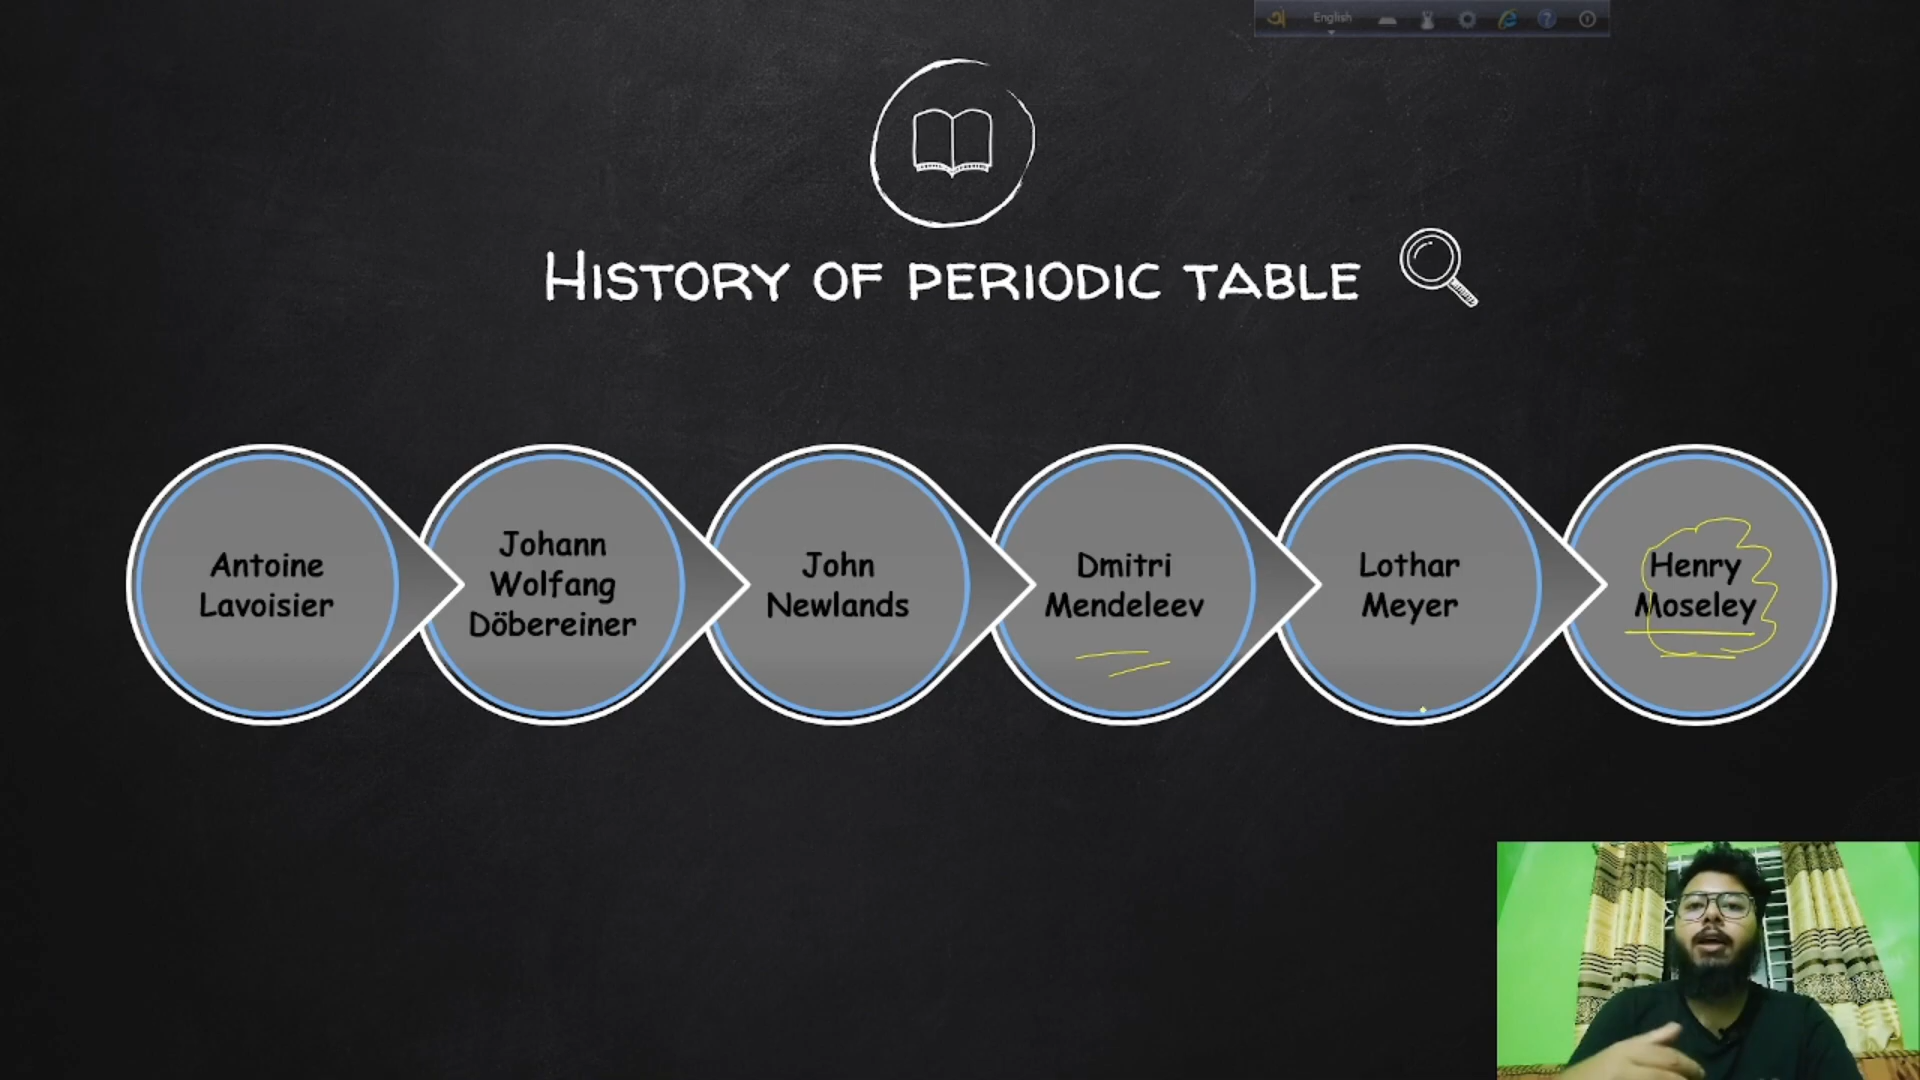 English
History of periodic table
Antoine
Lavoisier
Johann
Wolfang
Döbereiner
John
Newlands
Dmitri
Mendeleev
Lothar
Meyer
Henry
Moseley